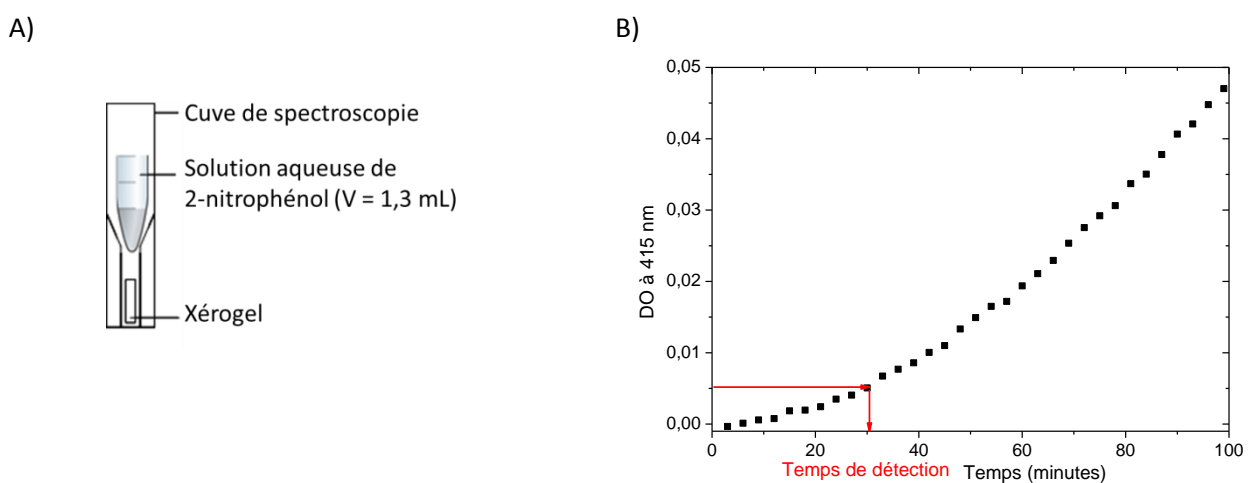 A)
Cuve de spectroscopie
Solution aqueuse de
2-nitrophénol (V = 1,3 mL)
Xérogel
B)
0,05
0,04
0,03
0,02
0,01
0,00
DO à 415 nm
0 20 40 60 80 100
Temps de détection Temps (minutes)